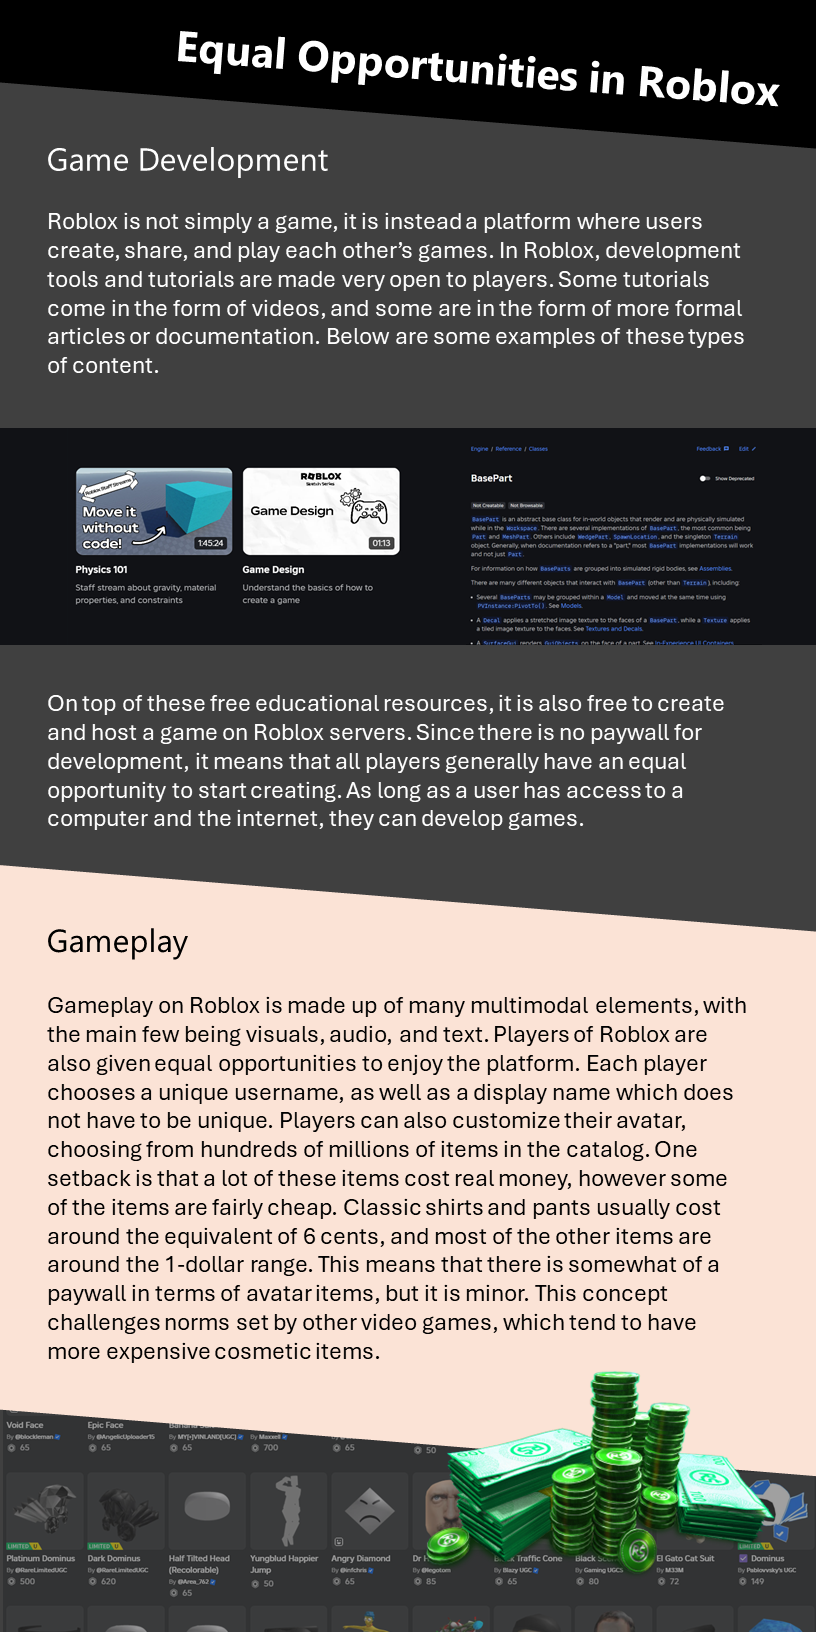 Equal Opportunities in Roblox
Game Development
Roblox is not simply a game, it is instead a platform where users
create, share, and play each other’s games. In Roblox, development
tools and tutorials are made very open to players. Some tutorials
come in the form of videos, and some are in the form of more formal
articles or documentation. Below are some examples of these types
of content.
Roblox Staff Streams
Move it
without
code!
1:45:24
Physics 101
Staff stream about gravity, material
properties, and constraints
ROBLOX
Sketch Series
Game Design
01:13
Game Design
Understand the basics of how to
create a game
Engine / Reference / Classes
Feedback
Edit
BasePart
Show Deprecated
Not Creatable
Not Browsable
BasePart is an abstract base class for in-world objects that render and are physically simulated
while in the Workspace. There are several implementations of BasePart, the most common being
Part and MeshPart. Others include WedgePart, SpawnLocation, and the singleton Terrain
object. Generally, when documentation refers to a "part," most BasePart implementations will work
and not just Part.
For information on how BaseParts are grouped into simulated rigid bodies, see Assemblies.
There are many different objects that interact with BasePart (other than Terrain), including:
• Several BaseParts may be grouped within a Model and moved at the same time using
PVInstance:PivotTo(). See Models.
• A Decal applies a stretched image texture to the faces of a BasePart, while a Texture applies
a tiled image texture to the faces. See Textures and Decals.
• A SurfaceGui renders GuiObjects on the face of a part. See In-Experience UI Containers
On top of these free educational resources, it is also free to create
and host a game on Roblox servers. Since there is no paywall for
development, it means that all players generally have an equal
opportunity to start creating. As long as a user has access to a
computer and the internet, they can develop games.
Gameplay
Gameplay on Roblox is made up of many multimodal elements, with
the main few being visuals, audio, and text. Players of Roblox are
also given equal opportunities to enjoy the platform. Each player
chooses a unique username, as well as a display name which does
not have to be unique. Players can also customize their avatar,
choosing from hundreds of millions of items in the catalog. One
setback is that a lot of these items cost real money, however some
of the items are fairly cheap. Classic shirts and pants usually cost
around the equivalent of 6 cents, and most of the other items are
around the 1-dollar range. This means that there is somewhat of a
paywall in terms of avatar items, but it is minor. This concept
challenges norms set by other video games, which tend to have
more expensive cosmetic items.
Void Face
By @blockleman
65
Epic Face
By @AngelicUploader15
65
By MY[+]VINLAND[UGC]
65
By Maxxell
700
65
50
LIMITED U
Platinum Dominus
By @RareLimitedUGC
500
LIMITED U
Dark Dominus
By @RareLimitedUGC
620
Half Tilted Head
(Recolorable)
By @Area_762
65
Yungblud Happier
Jump
50
Angry Diamond
By @infchris
65
Dr
By @legotom
85
Traffic Cone
By Blazy UGC
65
Black
By Gaming UGCS
80
El Gato Cat Suit
By M33M
72
LIMITED U
Dominus
By Pablovvsky's UGC
149